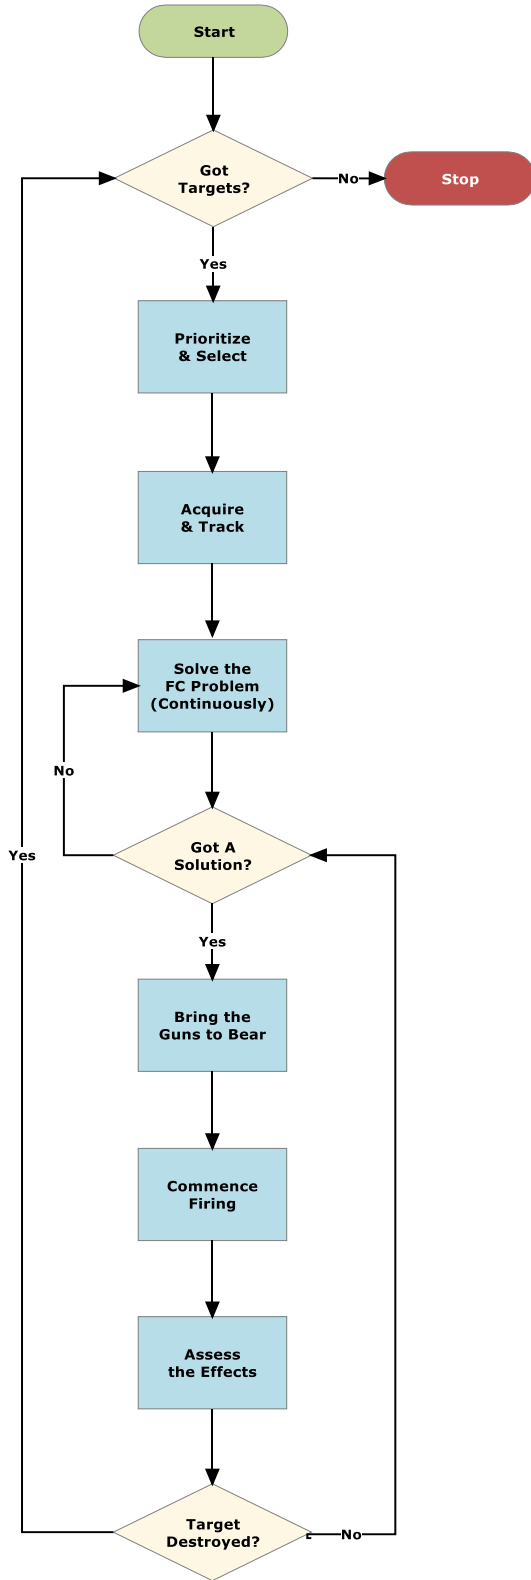 Start
Got
Targets?
No
Stop
Yes
Prioritize
& Select
Acquire
& Track
Solve the
FC Problem
(Continuously)
No
Got A
Solution?
Yes
Yes
Bring the
Guns to Bear
Commence
Firing
Assess
the Effects
Target
Destroyed?
No